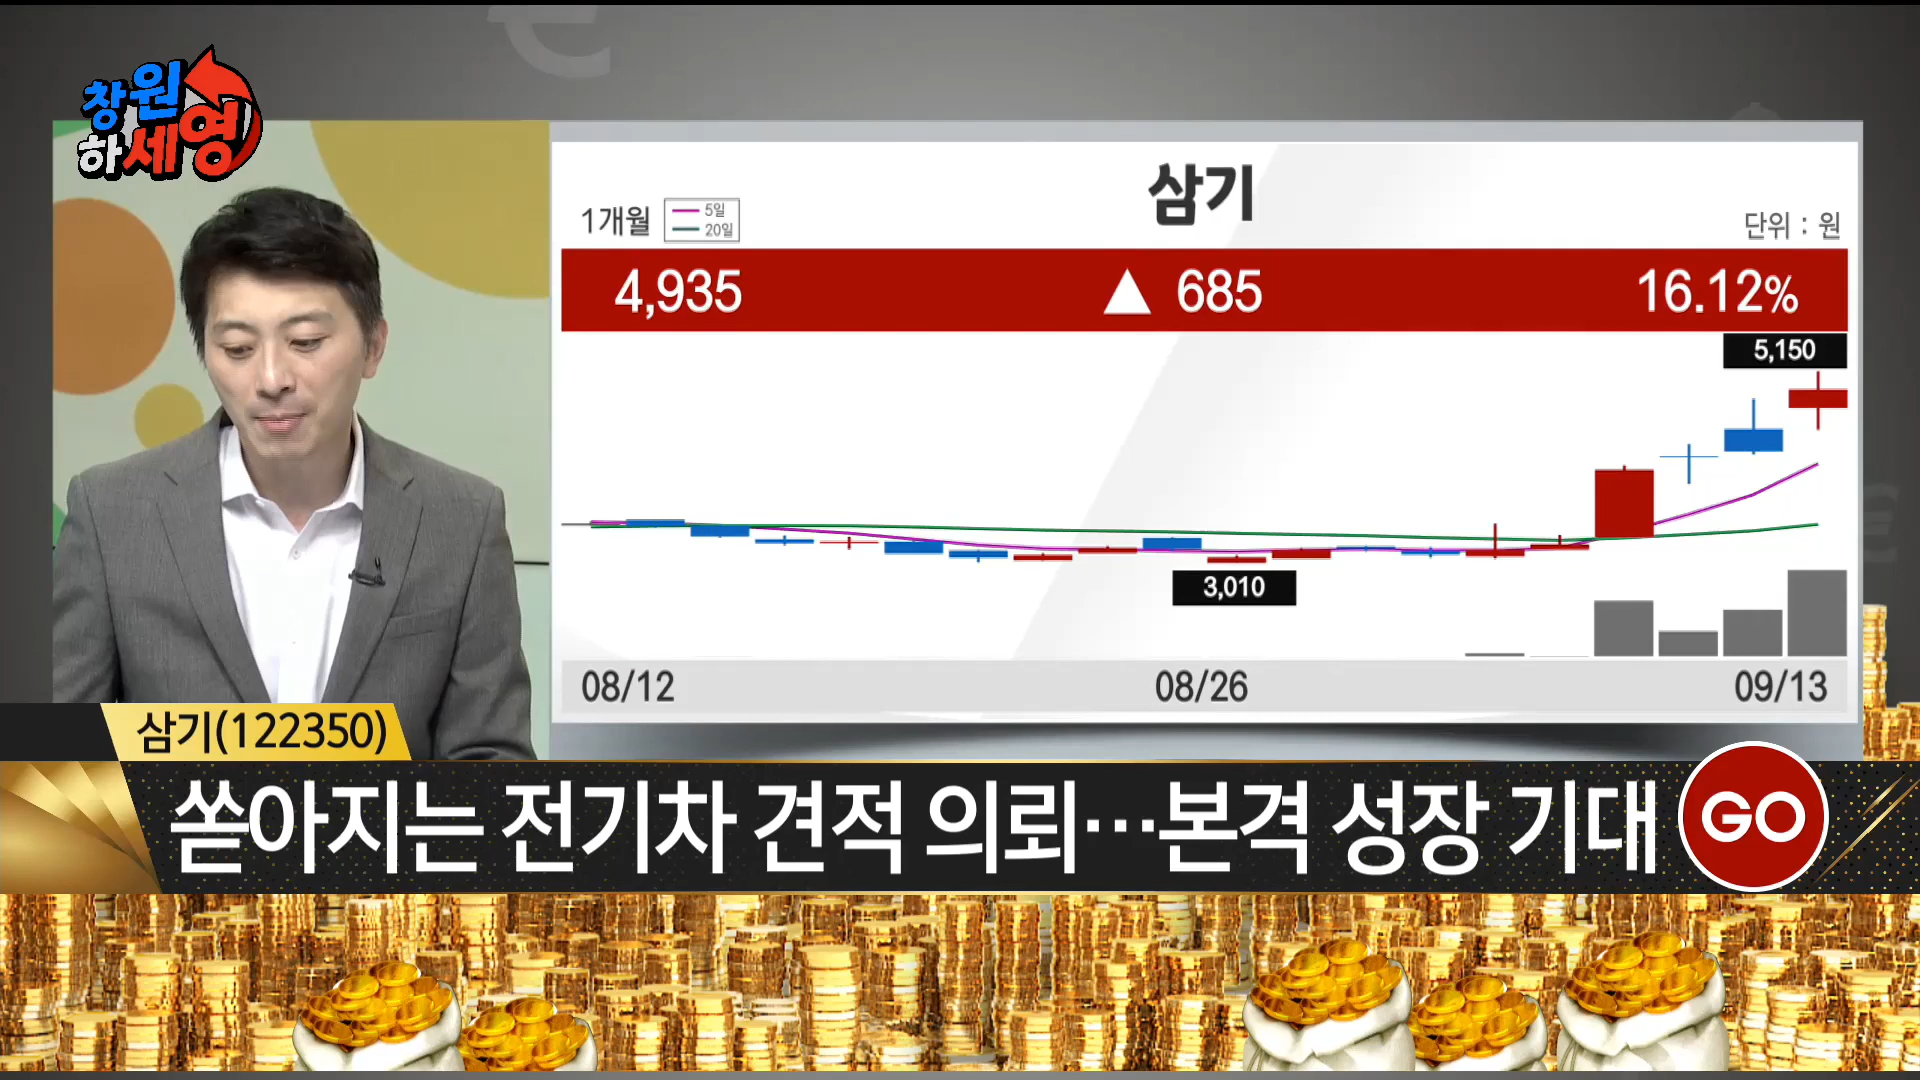 창원
하세영
삼기
1개월
5일
20일
단위 : 원
4,935 ▲ 685 16.12%
5,150
3,010
08/12 08/26 09/13
삼기(122350)
쏟아지는 전기차 견적 의뢰…본격 성장 기대
GO